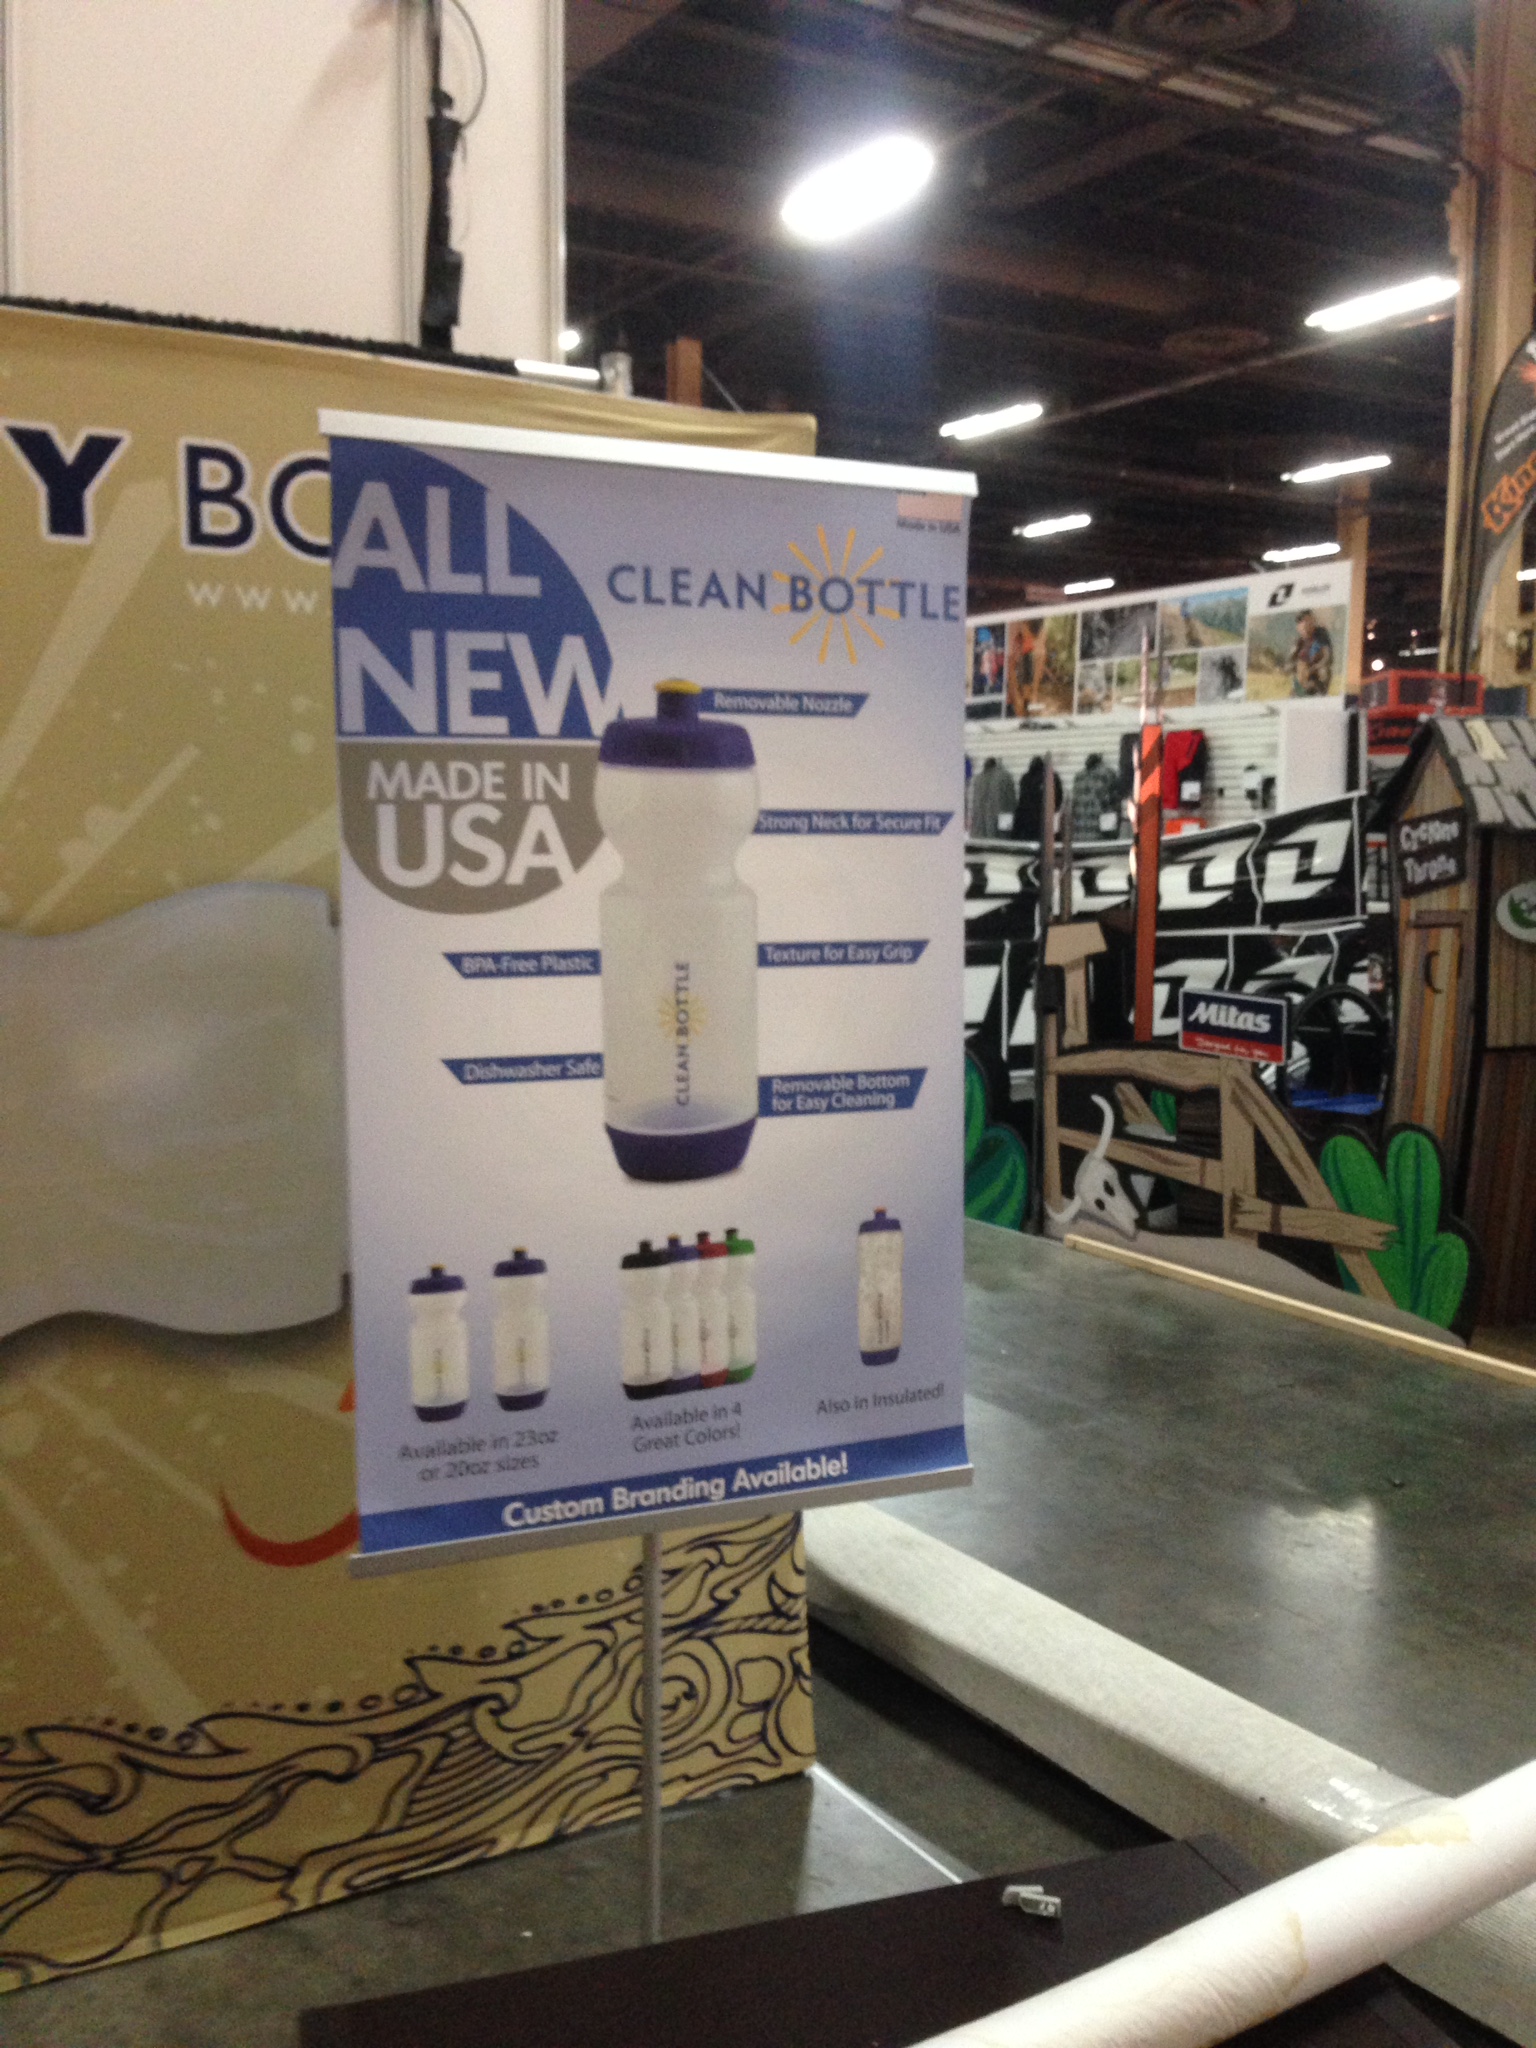 Y BO
WWW.
ALL
NEW
MADE IN
USA
Made in USA
CLEAN BOTTLE
Removable Nozzle
Strong Neck for Secure Fit
BPA-Free Plastic
Texture for Easy Grip
CLEAN BOTTLE
Dishwasher Safe
Removable Bottom
for Easy Cleaning
Available in 23oz
or 20oz sizes
Available in 4
Great Colors!
Also in Insulated!
Custom Branding Available!
Mitas